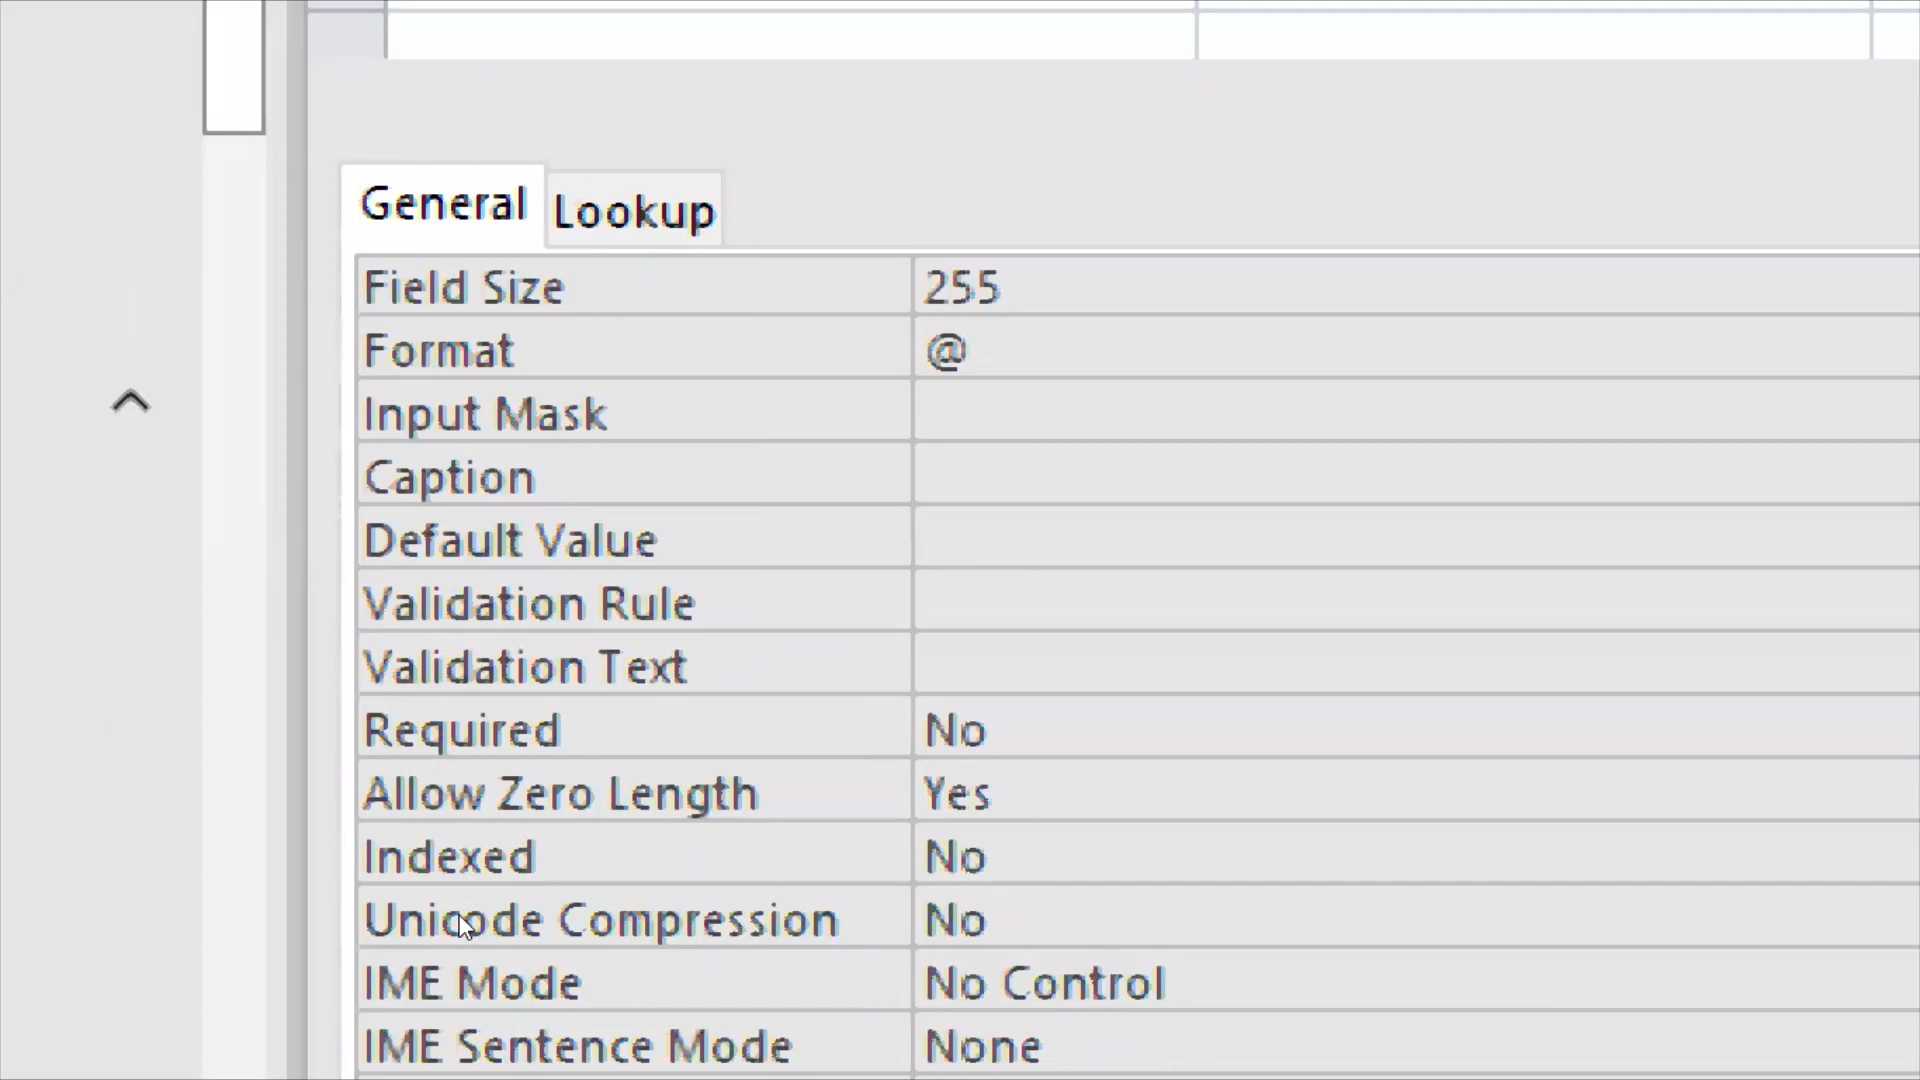 General Lookup
Field Size 255
Format @
Input Mask
Caption
Default Value
Validation Rule
Validation Text
Required No
Allow Zero Length Yes
Indexed No
Unicode Compression No
IME Mode No Control
IME Sentence Mode None